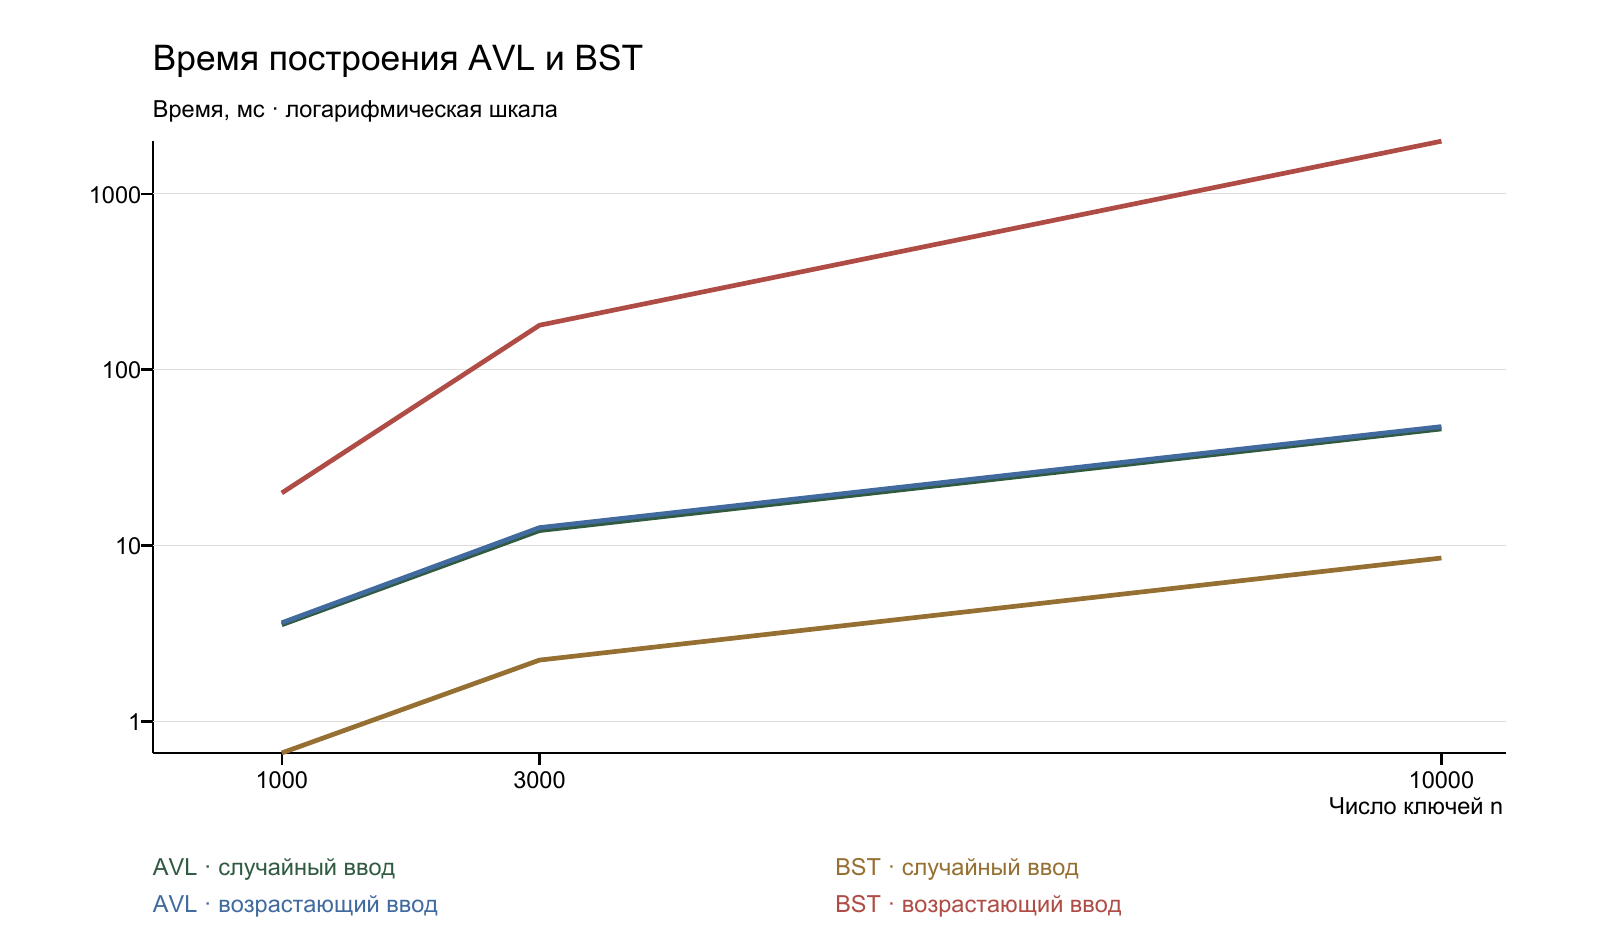 Время построения AVL и BST
Время, мс · логарифмическая шкала
1000
100
10
1
1000 3000 10000
Число ключей n
AVL · случайный ввод
BST · случайный ввод
AVL · возрастающий ввод
BST · возрастающий ввод